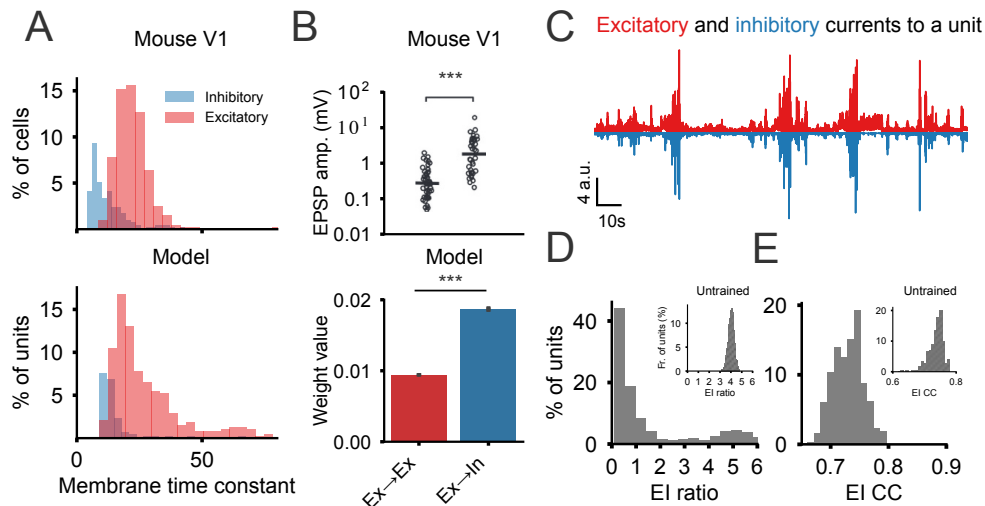 A
Mouse V1
15
10
5
% of cells
Inhibitory
Excitatory
Model
15
10
5
% of units
0
50
Membrane time constant
B
Mouse V1
***
10²
10¹
1
0.1
0.01
EPSP amp. (mV)
Model
***
0.02
0.01
0.00
Weight value
Ex→Ex
Ex→In
C
Excitatory and inhibitory currents to a unit
4 a.u.
10s
D
40
20
0
% of units
0 1 2 3 4 5 6
EI ratio
Untrained
10
5
0
Fr. of units (%)
0 1 2 3 4 5 6
EI ratio
E
20
10
0
0.7 0.8 0.9
EI CC
Untrained
20
10
0
0.6 0.8
EI CC